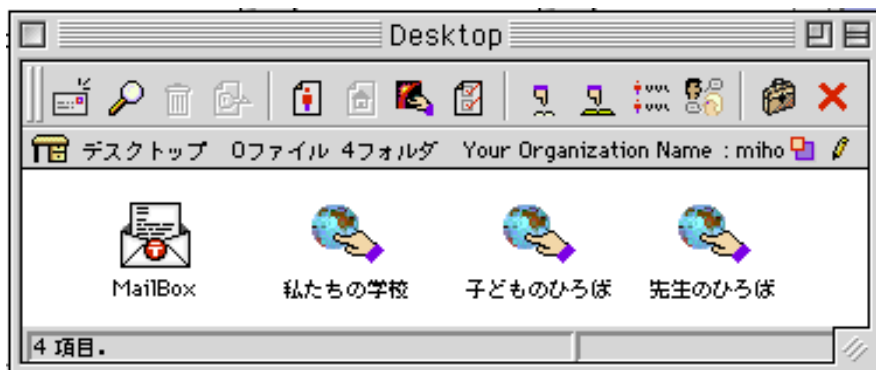 Desktop
デスクトップ 0ファイル 4フォルダ Your Organization Name : miho
MailBox 私たちの学校 子どものひろば 先生のひろば
4 項目.